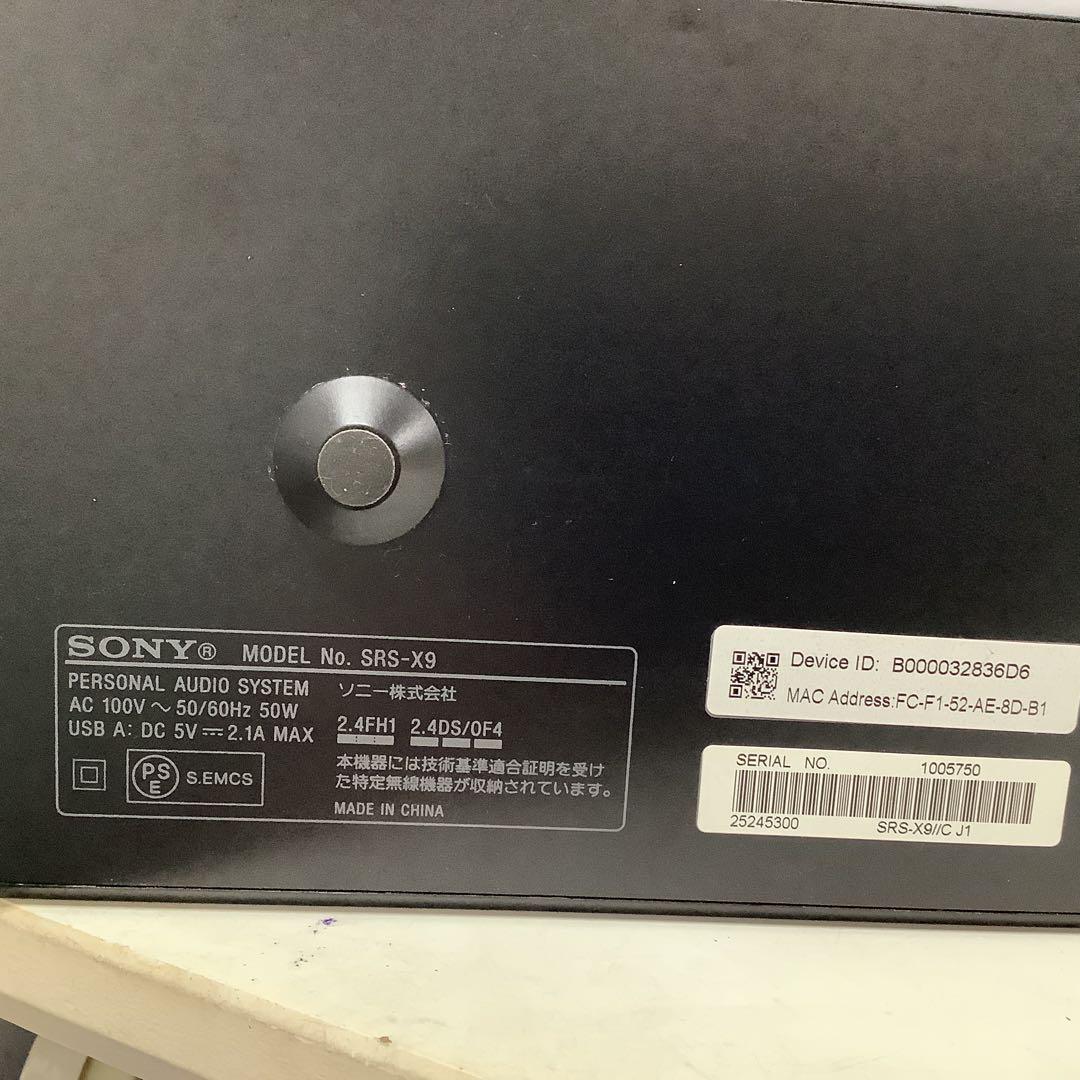 SONY® MODEL No. SRS-X9
PERSONAL AUDIO SYSTEM
AC 100V ~ 50/60Hz 50W
USB A: DC 5V ⎓ 2.1A MAX
PS
E
S.EMCS
ソニー株式会社
2.4FH1 2.4DS/OF4
本機器には技術基準適合証明を受け
た特定無線機器が収納されています。
MADE IN CHINA
Device ID: B000032836D6
MAC Address:FC-F1-52-AE-8D-B1
SERIAL NO. 1005750
25245300 SRS-X9//C J1